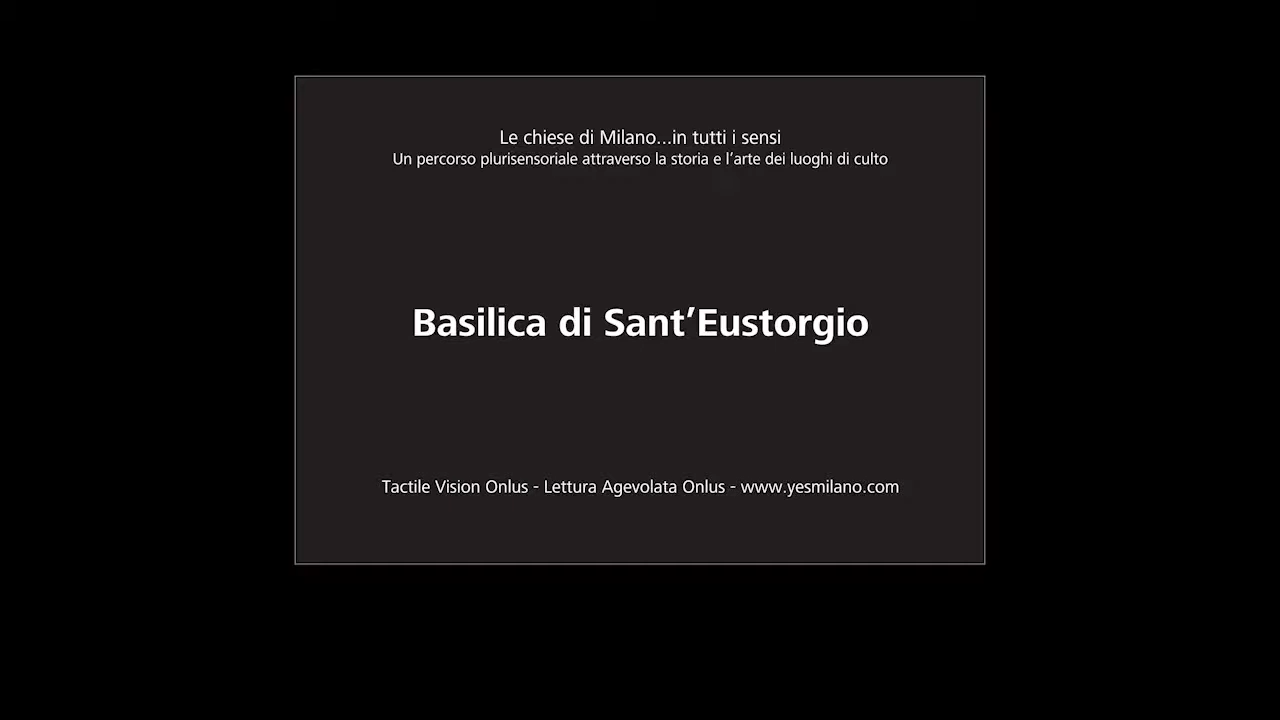 Le chiese di Milano...in tutti i sensi
Un percorso plurisensoriale attraverso la storia e l’arte dei luoghi di culto
Basilica di Sant’Eustorgio
Tactile Vision Onlus - Lettura Agevolata Onlus - www.yesmilano.com